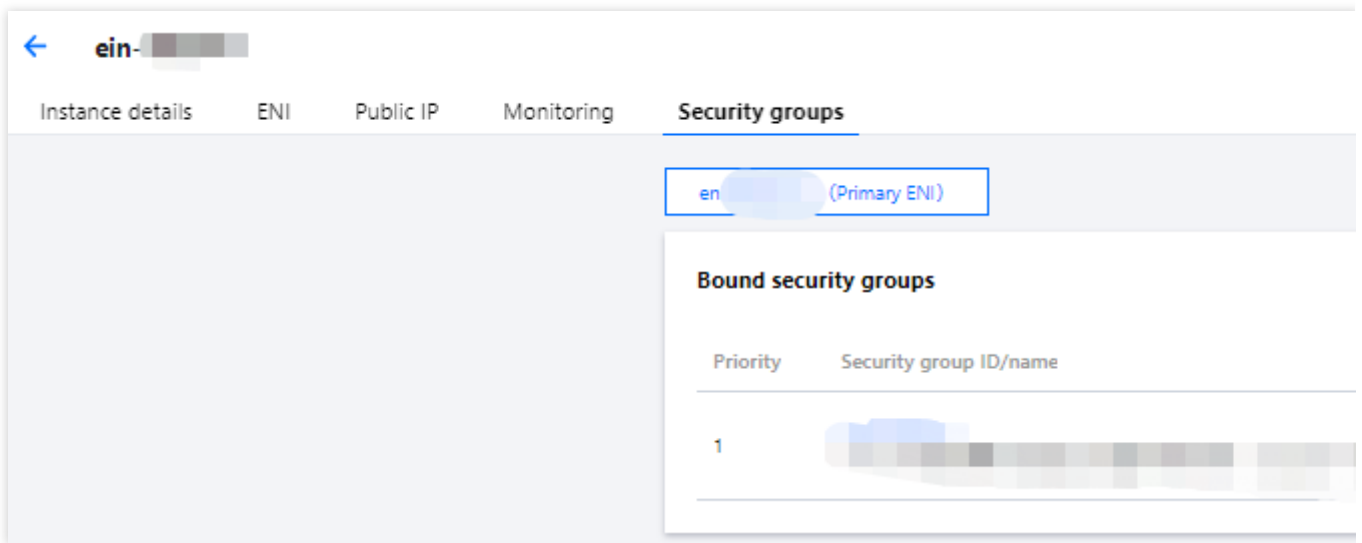 ein-
Instance details ENI Public IP Monitoring Security groups
en (Primary ENI)
Bound security groups
Priority Security group ID/name
1